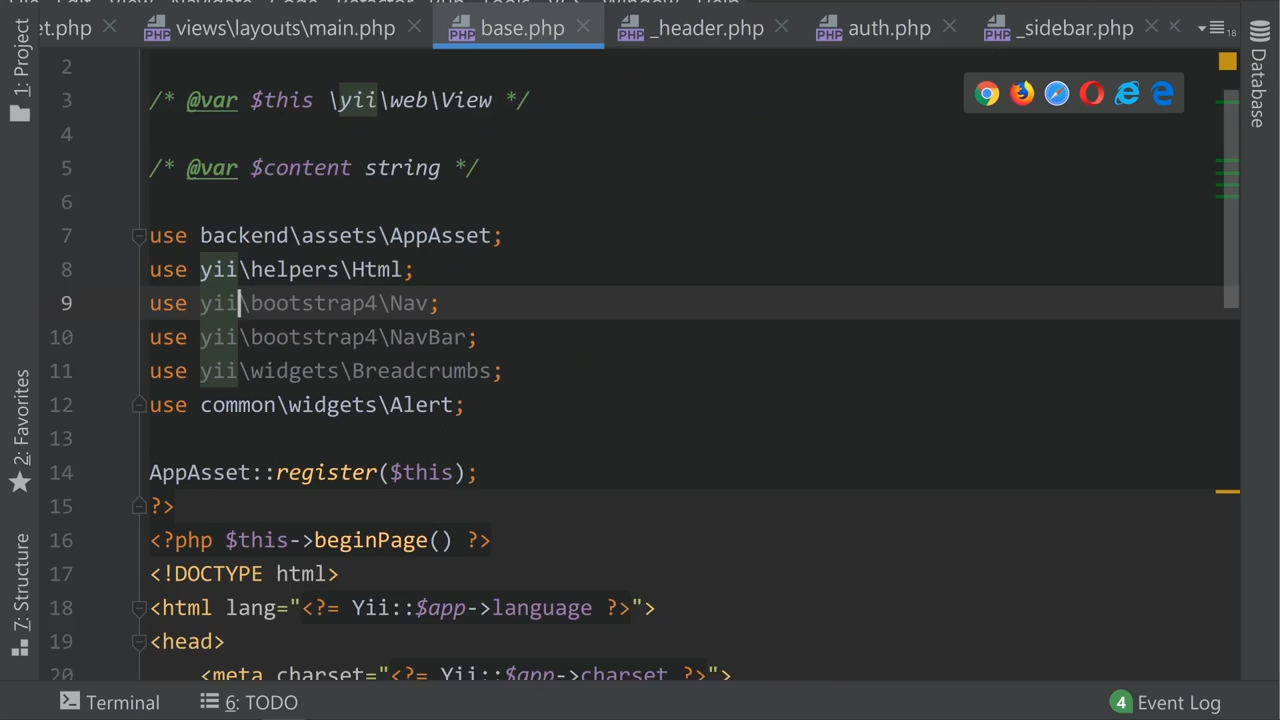 et.php
views\layouts\main.php
base.php
_header.php
auth.php
_sidebar.php
18
1: Project
2: Favorites
7: Structure
Database
2
3 /* @var $this \yii\web\View */
4
5 /* @var $content string */
6
7 use backend\assets\AppAsset;
8 use yii\helpers\Html;
9 use yii\bootstrap4\Nav;
10 use yii\bootstrap4\NavBar;
11 use yii\widgets\Breadcrumbs;
12 use common\widgets\Alert;
13
14 AppAsset::register($this);
15 ?>
16 <?php $this->beginPage() ?>
17 <!DOCTYPE html>
18 <html lang="<?= Yii::$app->language ?>">
19 <head>
20 <meta charset="<?= Yii::$app->charset ?>">
Terminal
6: TODO
4 Event Log